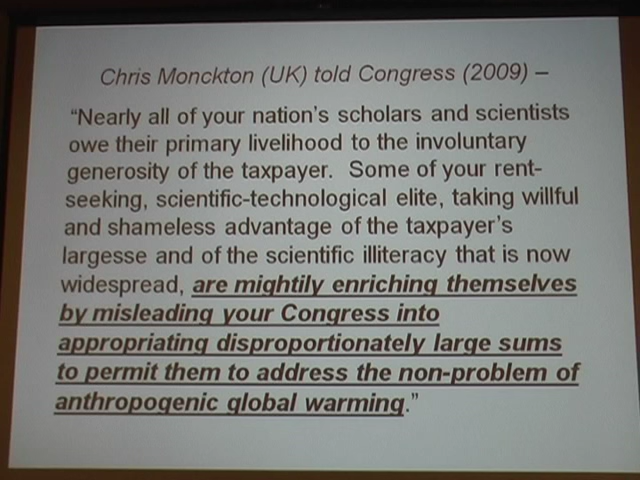 Chris Monckton (UK) told Congress (2009) –
“Nearly all of your nation’s scholars and scientists
owe their primary livelihood to the involuntary
generosity of the taxpayer.  Some of your rent-
seeking, scientific-technological elite, taking willful
and shameless advantage of the taxpayer’s
largesse and of the scientific illiteracy that is now
widespread, are mightily enriching themselves
by misleading your Congress into
appropriating disproportionately large sums
to permit them to address the non-problem of
anthropogenic global warming.”